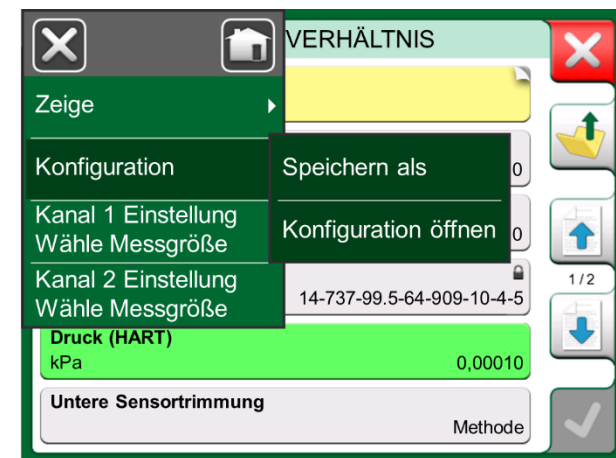 VERHÄLTNIS
Zeige
Konfiguration
Speichern als
0
Kanal 1 Einstellung
Wähle Messgröße
Konfiguration öffnen
0
Kanal 2 Einstellung
Wähle Messgröße
14-737-99.5-64-909-10-4-5
1/2
Druck (HART)
kPa
0,00010
Untere Sensortrimmung
Methode